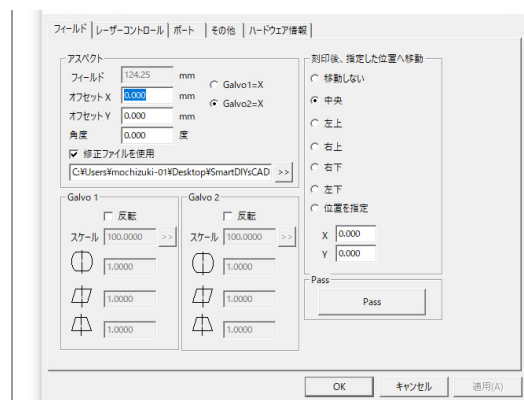 フィールド レーザーコントロール ポート その他 ハードウェア情報
アスペクト
フィールド 124.25 mm
オフセット X 0.000 mm
オフセット Y 0.000 mm
角度 0.000 度
Galvo1=X
Galvo2=X
修正ファイルを使用
C:¥Users¥mochizuki-01¥Desktop¥SmartDIYsCAD >>
Galvo 1
反転
スケール 100.0000 >>
1.0000
1.0000
1.0000
Galvo 2
反転
スケール 100.0000 >>
1.0000
1.0000
1.0000
刻印後、指定した位置へ移動
移動しない
中央
左上
右上
右下
左下
位置を指定
X 0.000
Y 0.000
Pass
Pass
OK キャンセル 適用(A)